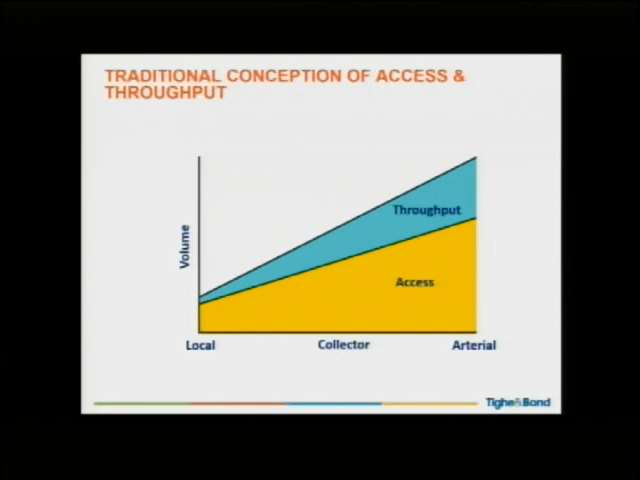 TRADITIONAL CONCEPTION OF ACCESS &
THROUGHPUT
Throughput
Volume
Access
Local
Collector
Arterial
Tighe&Bond